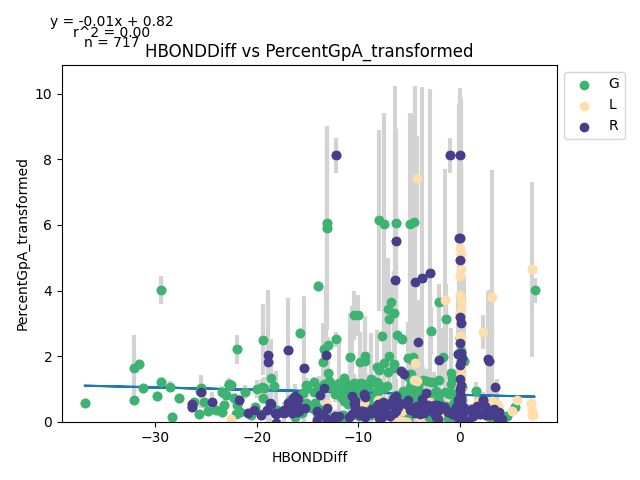 y = -0.01x + 0.82
r^2 = 0.00
n = 717
HBONDDiff vs PercentGpA_transformed
G
L
R
PercentGpA_transformed
10
8
6
4
2
0
−30
−20
−10
0
HBONDDiff